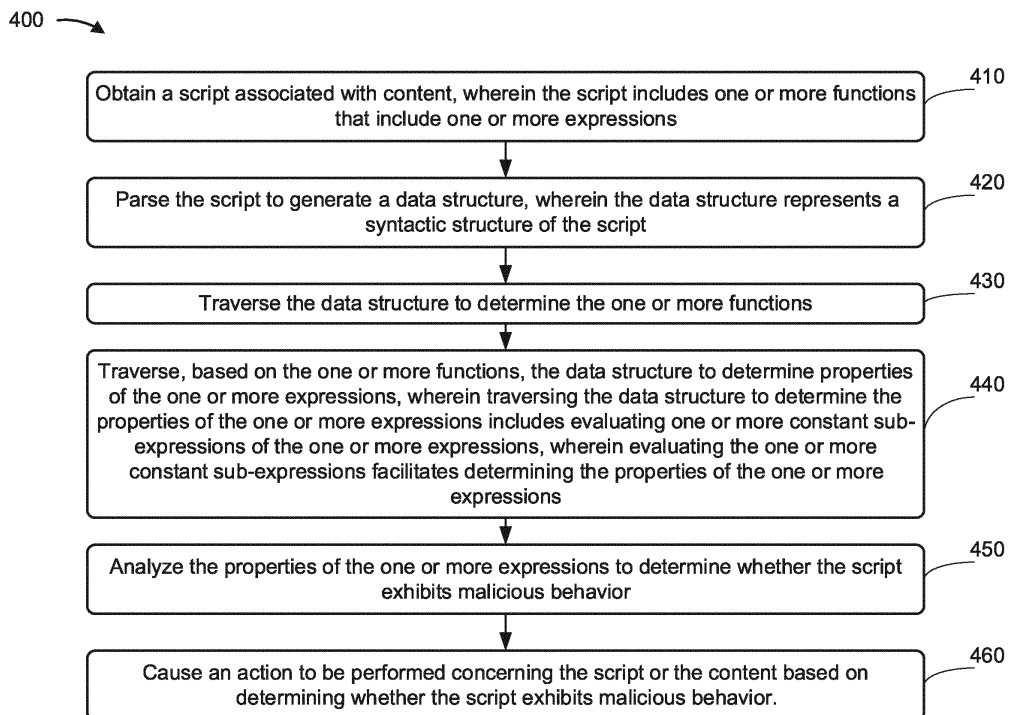 400
410
Obtain a script associated with content, wherein the script includes one or more functions
that include one or more expressions
420
Parse the script to generate a data structure, wherein the data structure represents a
syntactic structure of the script
430
Traverse the data structure to determine the one or more functions
440
Traverse, based on the one or more functions, the data structure to determine properties
of the one or more expressions, wherein traversing the data structure to determine the
properties of the one or more expressions includes evaluating one or more constant sub-
expressions of the one or more expressions, wherein evaluating the one or more
constant sub-expressions facilitates determining the properties of the one or more
expressions
450
Analyze the properties of the one or more expressions to determine whether the script
exhibits malicious behavior
460
Cause an action to be performed concerning the script or the content based on
determining whether the script exhibits malicious behavior.